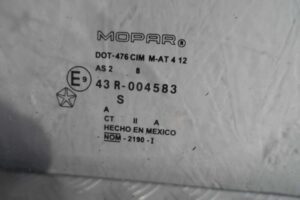 MOPAR®
DOT-476 CIM M-AT 4 12
AS 2 8
E9 43 R-004583
S
A
CT II A
HECHO EN MEXICO
NOM-2190-I